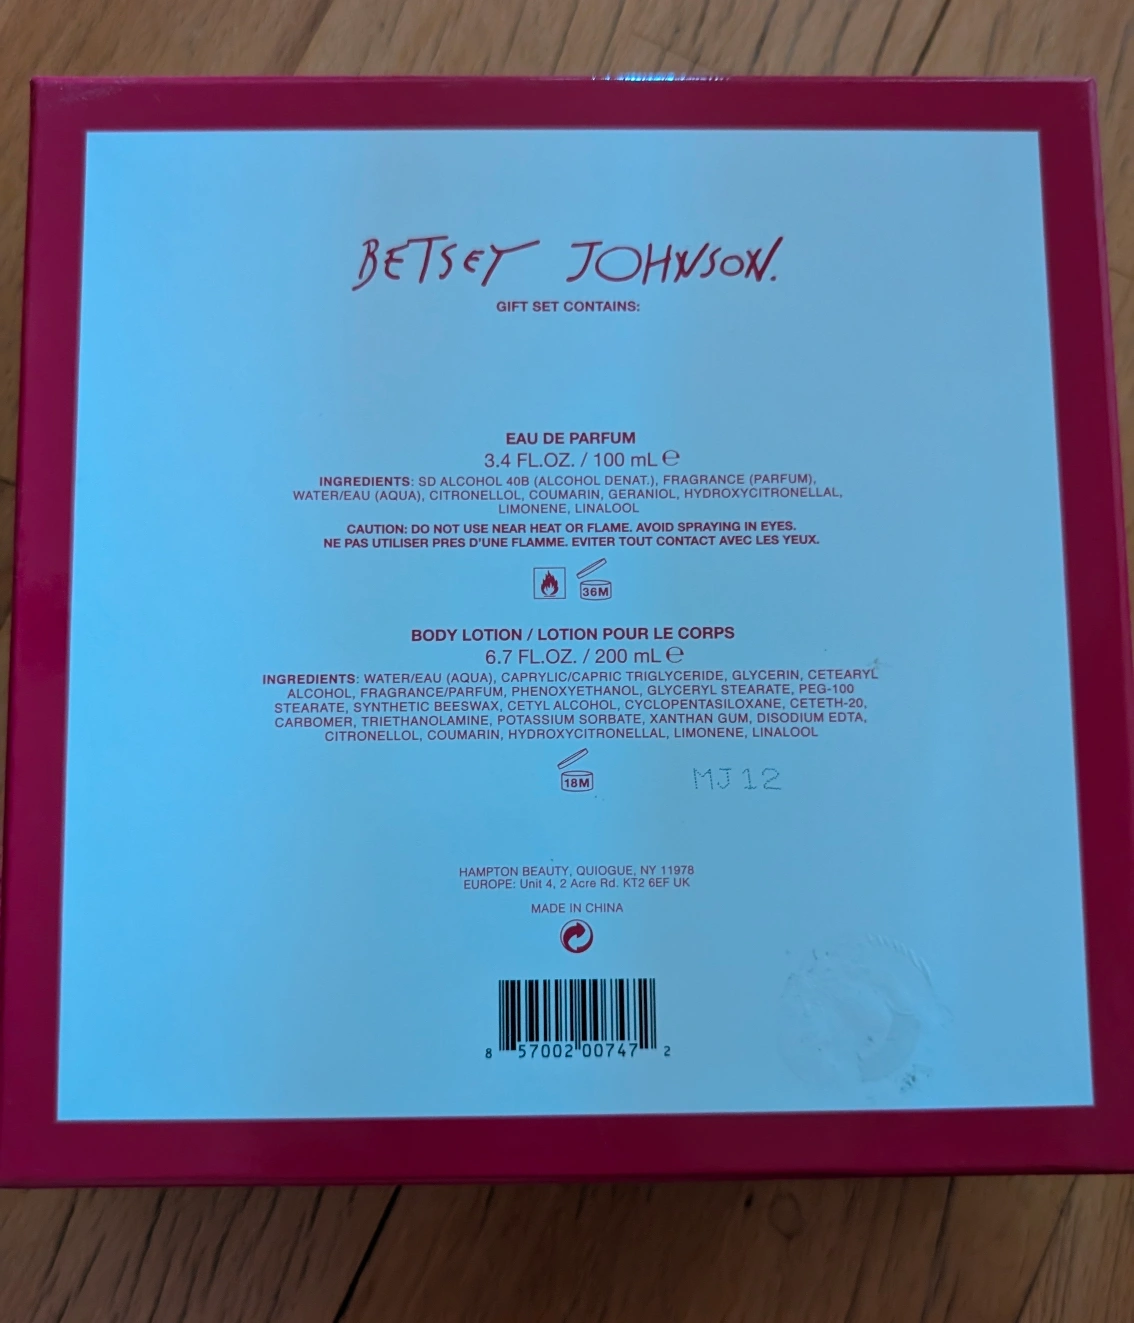 BETSEY JOHNSON.
GIFT SET CONTAINS:
EAU DE PARFUM
3.4 FL.OZ. / 100 mL ℮
INGREDIENTS: SD ALCOHOL 40B (ALCOHOL DENAT.), FRAGRANCE (PARFUM),
WATER/EAU (AQUA), CITRONELLOL, COUMARIN, GERANIOL, HYDROXYCITRONELLAL,
LIMONENE, LINALOOL
CAUTION: DO NOT USE NEAR HEAT OR FLAME. AVOID SPRAYING IN EYES.
NE PAS UTILISER PRES D'UNE FLAMME. EVITER TOUT CONTACT AVEC LES YEUX.
36M
BODY LOTION / LOTION POUR LE CORPS
6.7 FL.OZ. / 200 mL ℮
INGREDIENTS: WATER/EAU (AQUA), CAPRYLIC/CAPRIC TRIGLYCERIDE, GLYCERIN, CETEARYL
ALCOHOL, FRAGRANCE/PARFUM, PHENOXYETHANOL, GLYCERYL STEARATE, PEG-100
STEARATE, SYNTHETIC BEESWAX, CETYL ALCOHOL, CYCLOPENTASILOXANE, CETETH-20,
CARBOMER, TRIETHANOLAMINE, POTASSIUM SORBATE, XANTHAN GUM, DISODIUM EDTA,
CITRONELLOL, COUMARIN, HYDROXYCITRONELLAL, LIMONENE, LINALOOL
18M
MJ12
HAMPTON BEAUTY, QUIOGUE, NY 11978
EUROPE: Unit 4, 2 Acre Rd. KT2 6EF UK
MADE IN CHINA
8 57002 00747 2